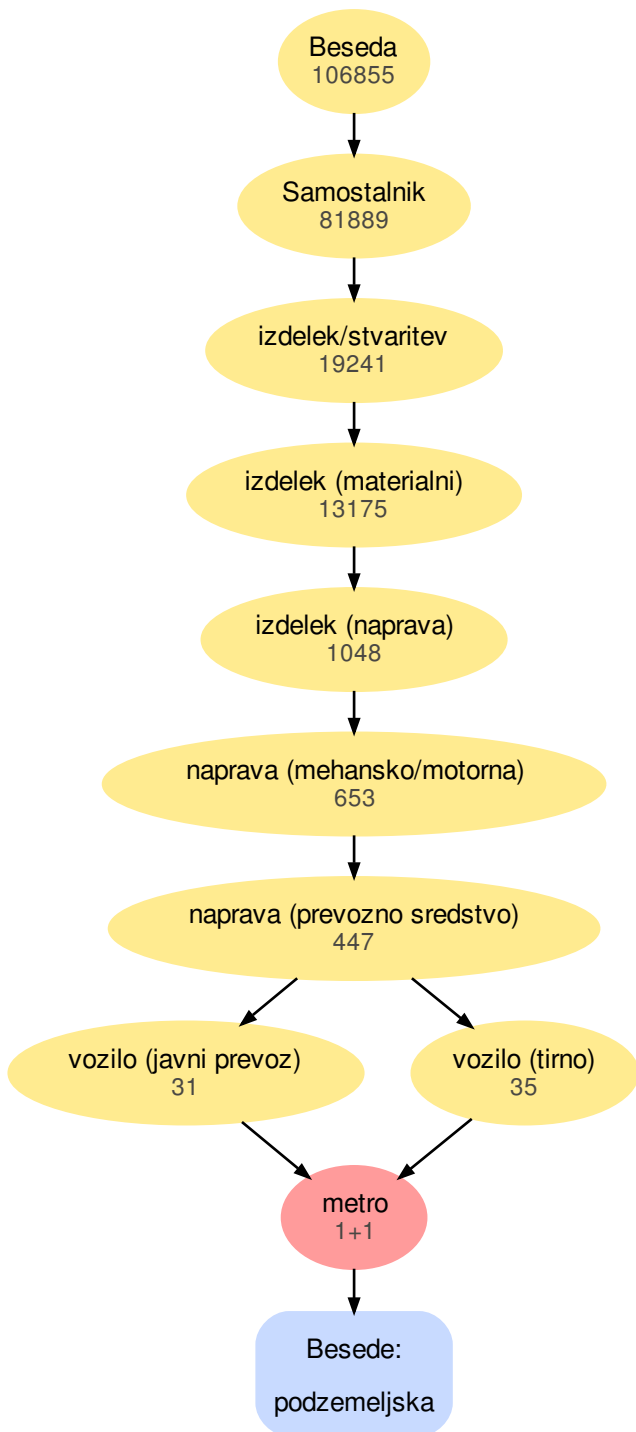 Beseda
106855
Samostalnik
81889
izdelek/stvaritev
19241
izdelek (materialni)
13175
izdelek (naprava)
1048
naprava (mehansko/motorna)
653
naprava (prevozno sredstvo)
447
vozilo (javni prevoz)
31
vozilo (tirno)
35
metro
1+1
Besede:
podzemeljska